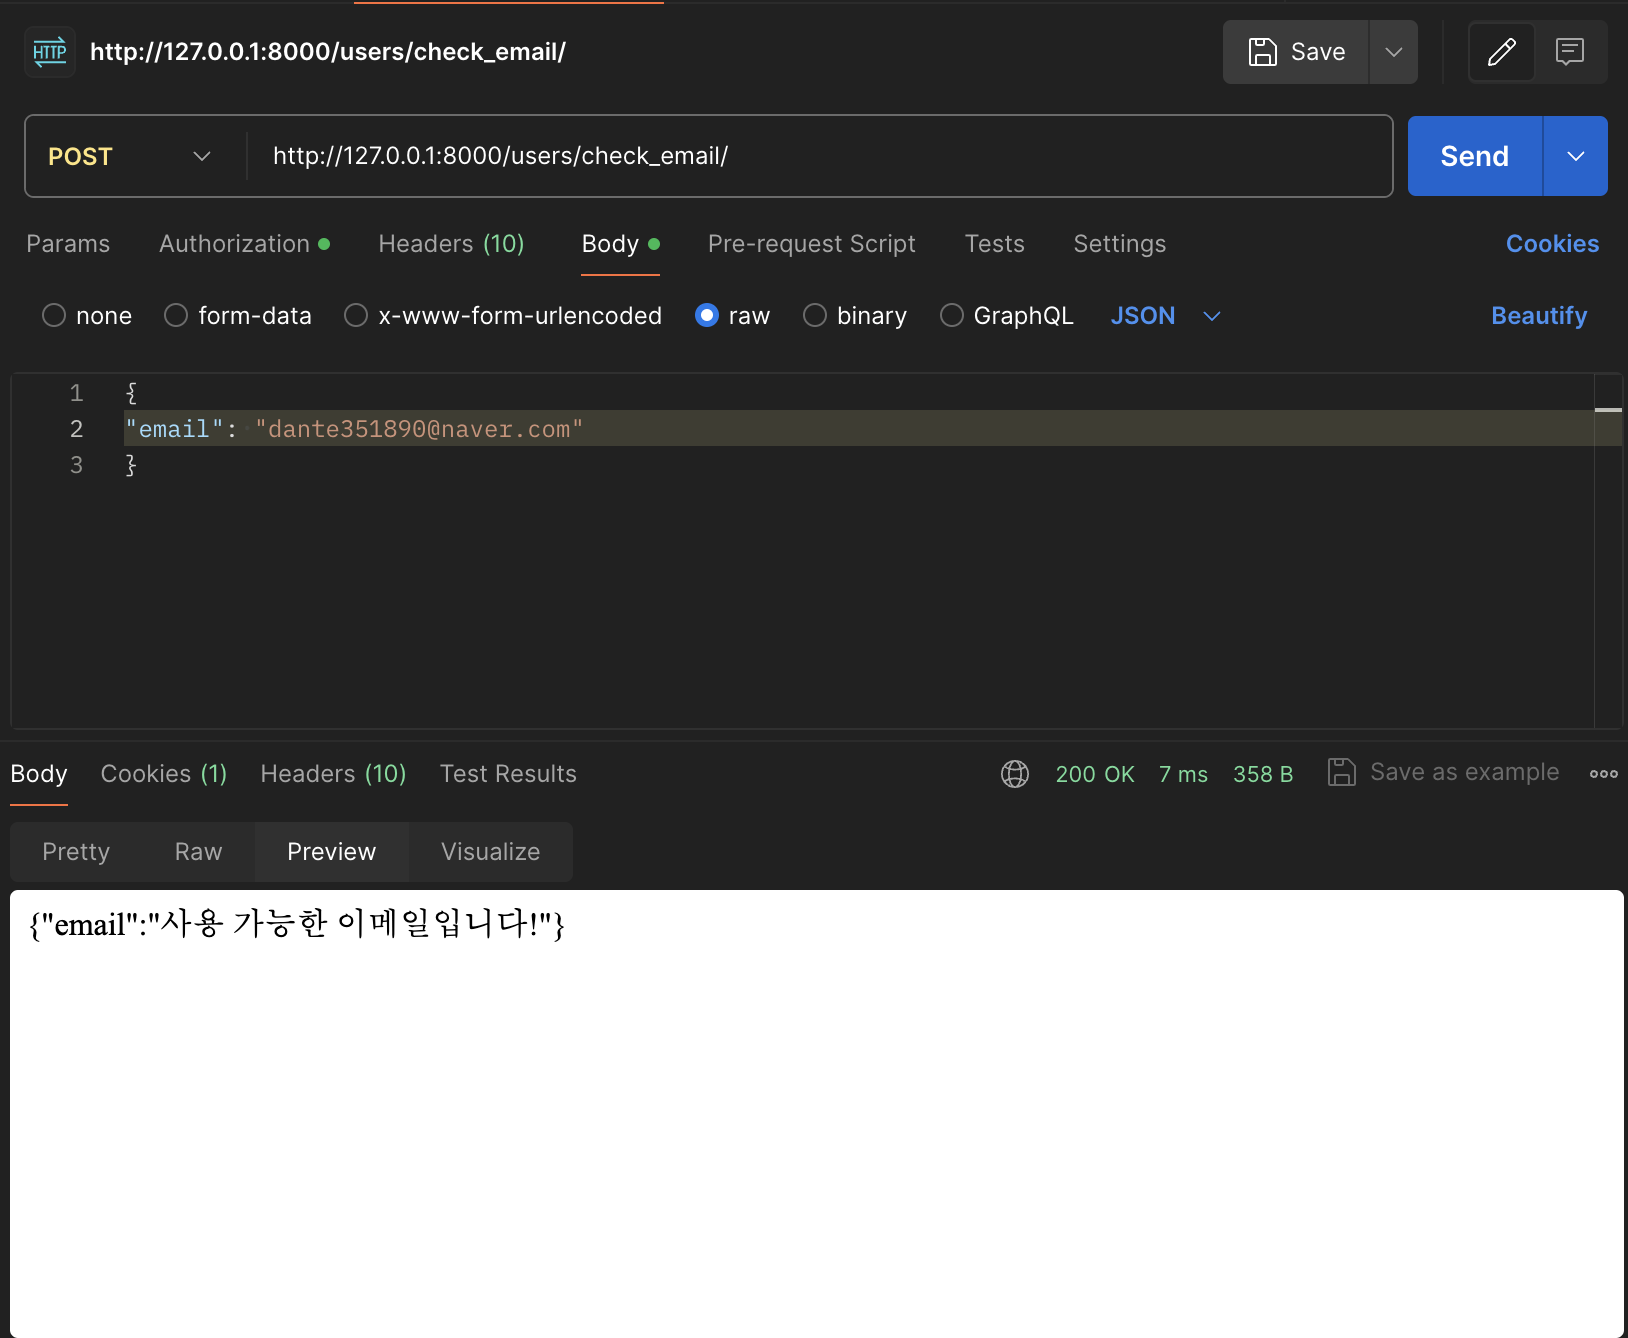 HTTP http://127.0.0.1:8000/users/check_email/ Save
POST http://127.0.0.1:8000/users/check_email/ Send
Params Authorization Headers (10) Body Pre-request Script Tests Settings Cookies
none form-data x-www-form-urlencoded raw binary GraphQL JSON Beautify
1 {
2 "email": "dante351890@naver.com"
3 }
Body Cookies (1) Headers (10) Test Results 200 OK 7 ms 358 B Save as example
Pretty Raw Preview Visualize
{"email":"사용 가능한 이메일입니다!"}